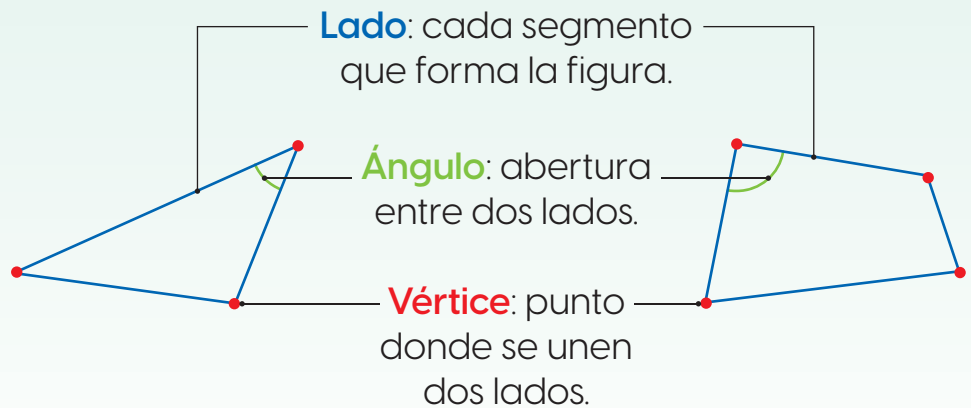 Lado: cada segmento
que forma la figura.
Ángulo: abertura
entre dos lados.
Vértice: punto
donde se unen
dos lados.